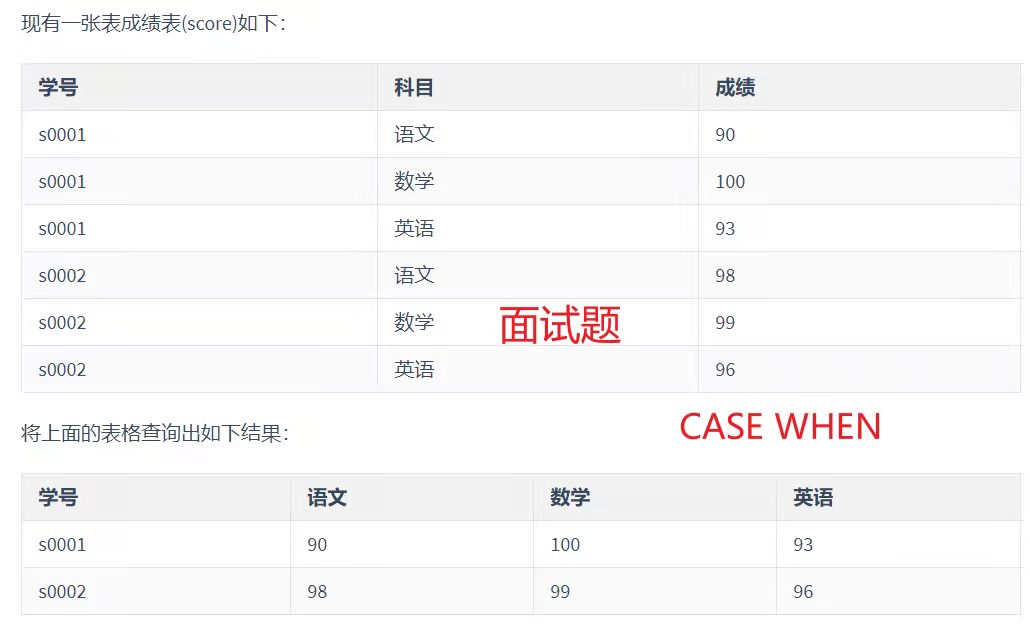 现有一张表成绩表(score)如下：
学号 科目 成绩
s0001 语文 90
s0001 数学 100
s0001 英语 93
s0002 语文 98
s0002 数学 面试题 99
s0002 英语 96
CASE WHEN
将上面的表格查询出如下结果：
学号 语文 数学 英语
s0001 90 100 93
s0002 98 99 96